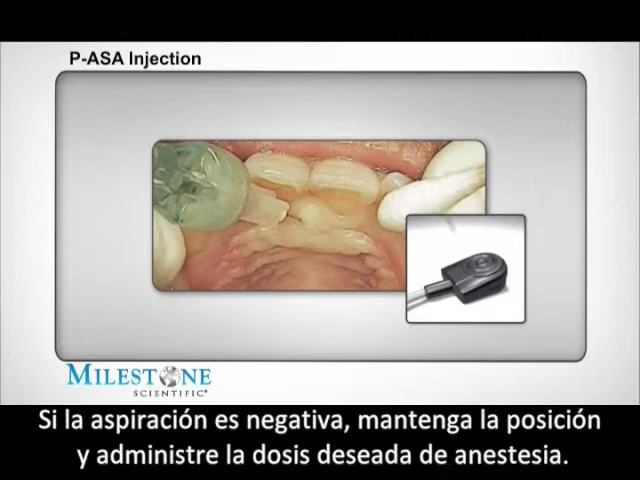 P-ASA Injection
MILESTONE
SCIENTIFIC
Si la aspiración es negativa, mantenga la posición
y administre la dosis deseada de anestesia.